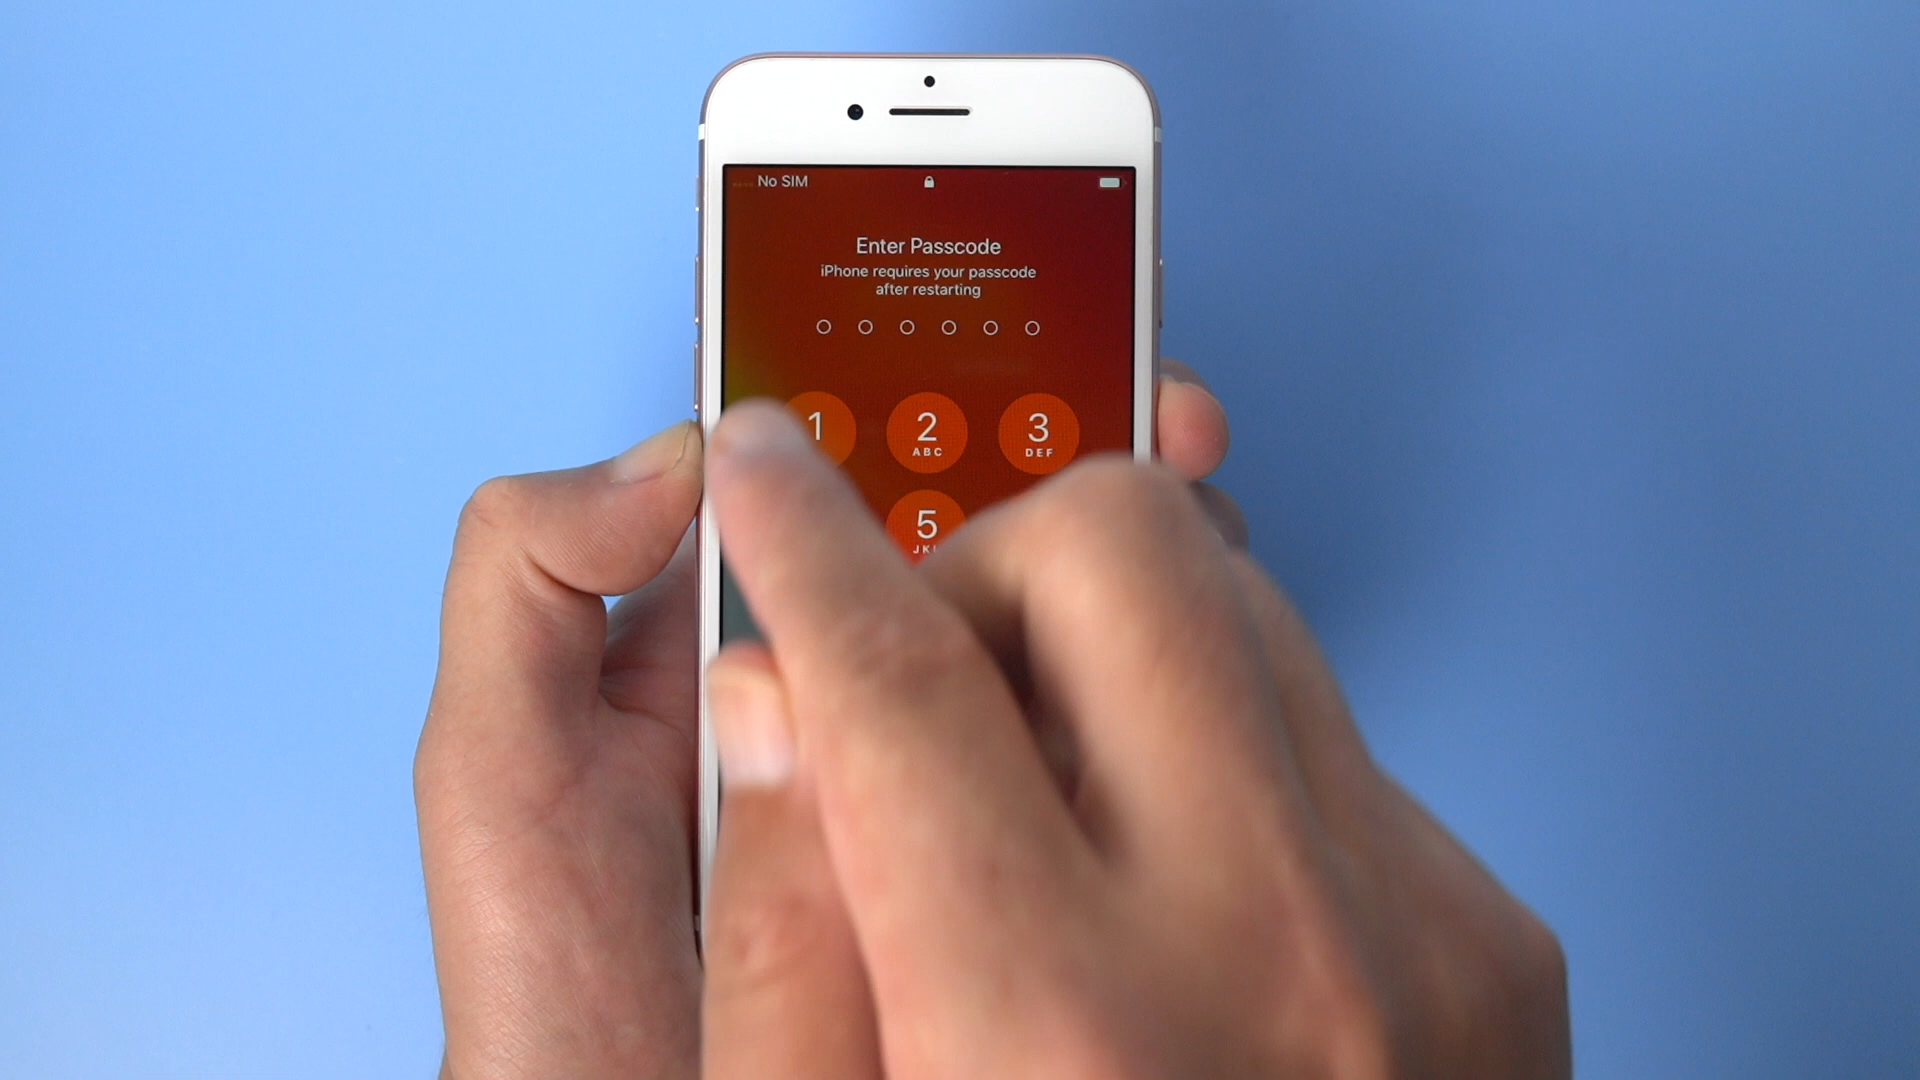 No SIM
Enter Passcode
iPhone requires your passcode
after restarting
1 2 3
ABC DEF
5